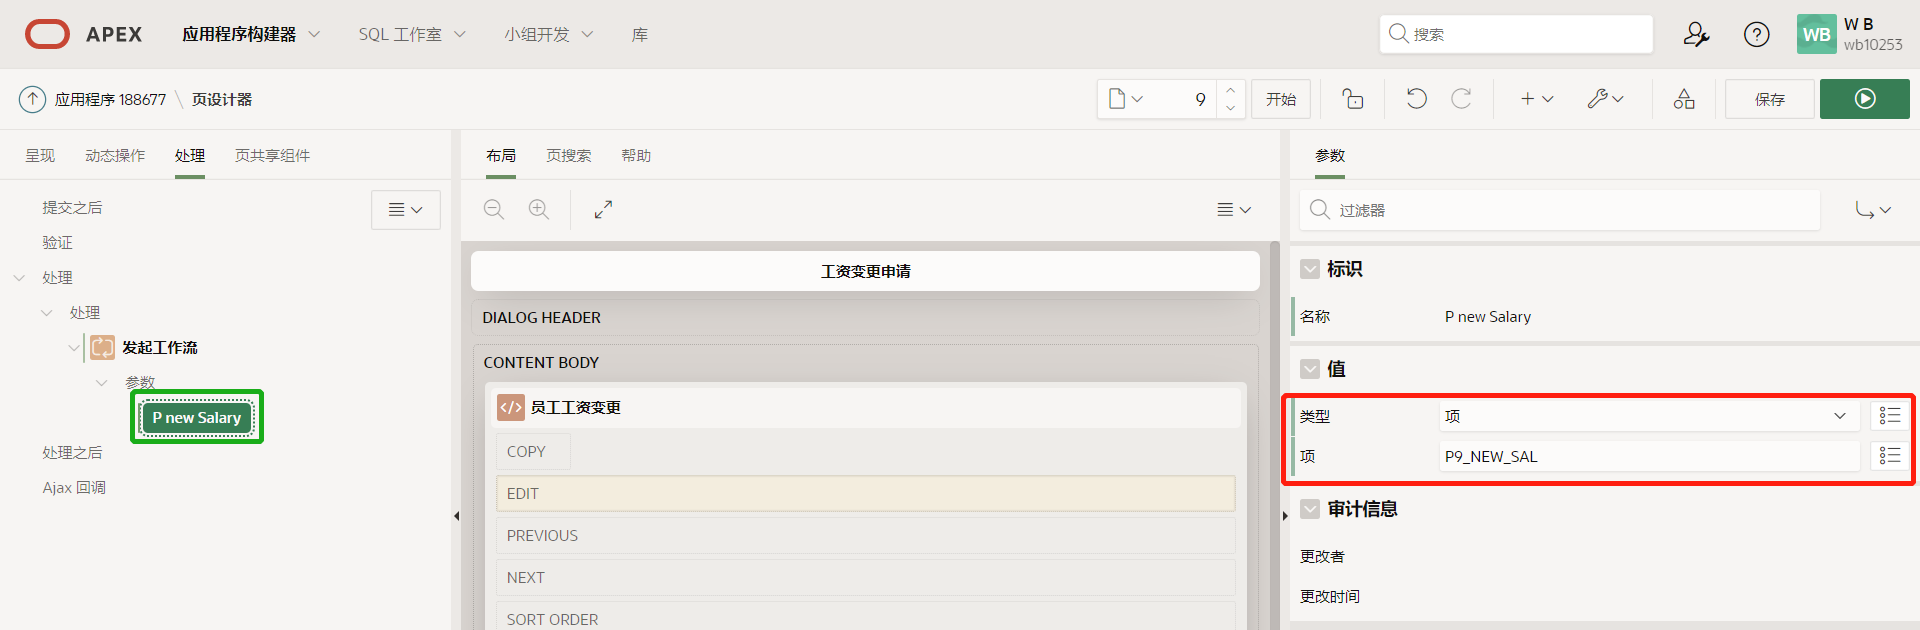 APEX
应用程序构建器
SQL 工作室
小组开发
库
搜索
WB
W B
wb10253
应用程序 188677 \ 页设计器
9
开始
保存
呈现
动态操作
处理
页共享组件
提交之后
验证
处理
处理
发起工作流
参数
P new Salary
处理之后
Ajax 回调
布局
页搜索
帮助
工资变更申请
DIALOG HEADER
CONTENT BODY
员工工资变更
COPY
EDIT
PREVIOUS
NEXT
SORT ORDER
参数
过滤器
标识
名称 P new Salary
值
类型 项
项 P9_NEW_SAL
审计信息
更改者
更改时间